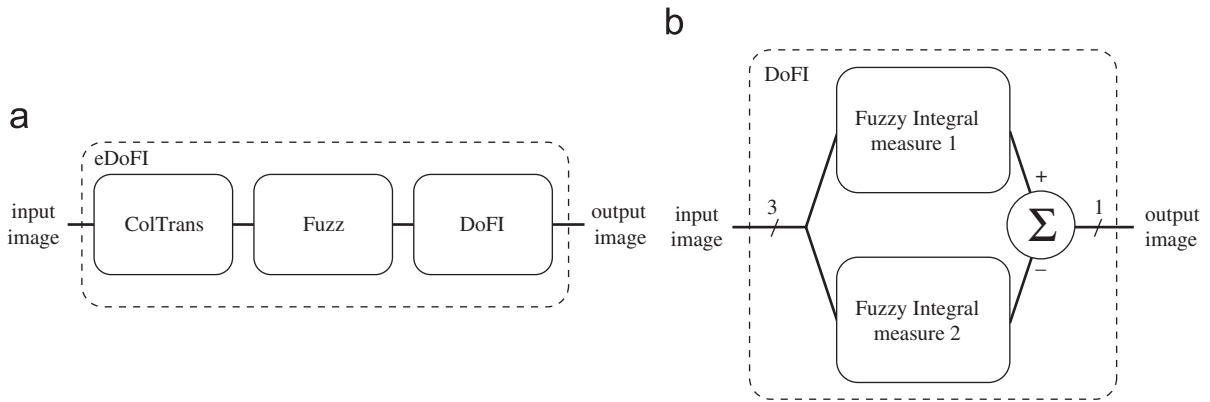 a
eDoFI
input
image
ColTrans
Fuzz
DoFI
output
image
b
DoFI
Fuzzy Integral
measure 1
+
input
image
3
Σ
1
output
image
−
Fuzzy Integral
measure 2